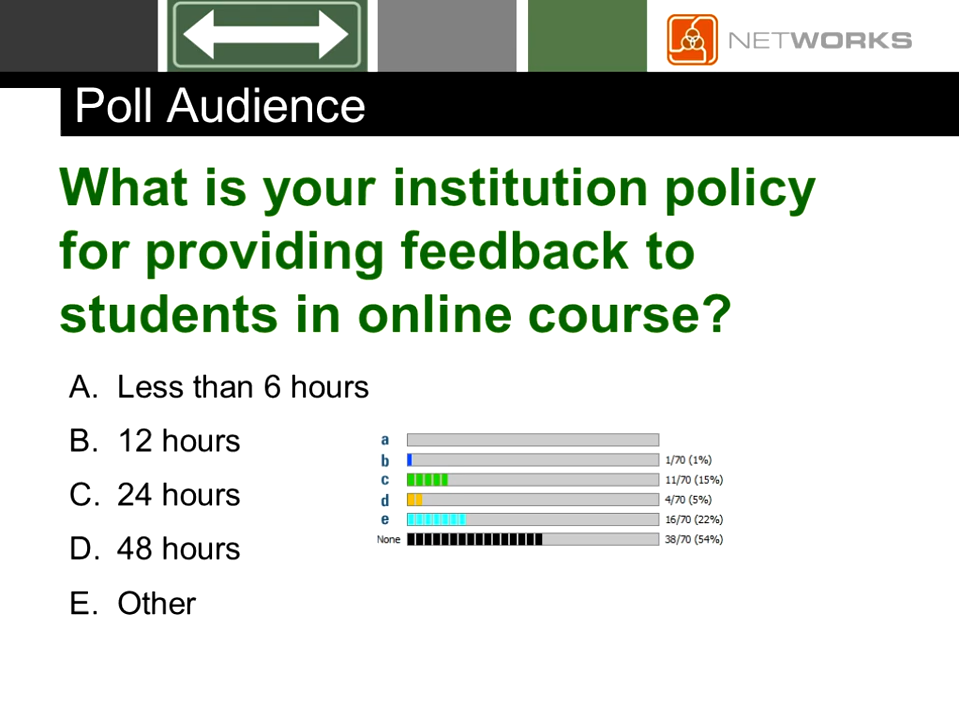 NETWORKS
Poll Audience
What is your institution policy
for providing feedback to
students in online course?
A. Less than 6 hours
B. 12 hours
C. 24 hours
D. 48 hours
E. Other
a
b 1/70 (1%)
c 11/70 (15%)
d 4/70 (5%)
e 16/70 (22%)
None 38/70 (54%)